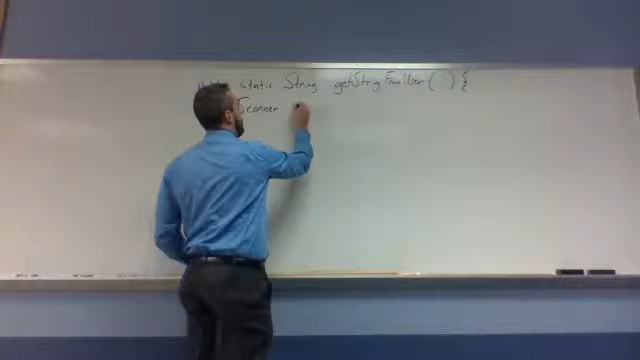 static String getStringFromUser( ) {
Scanner